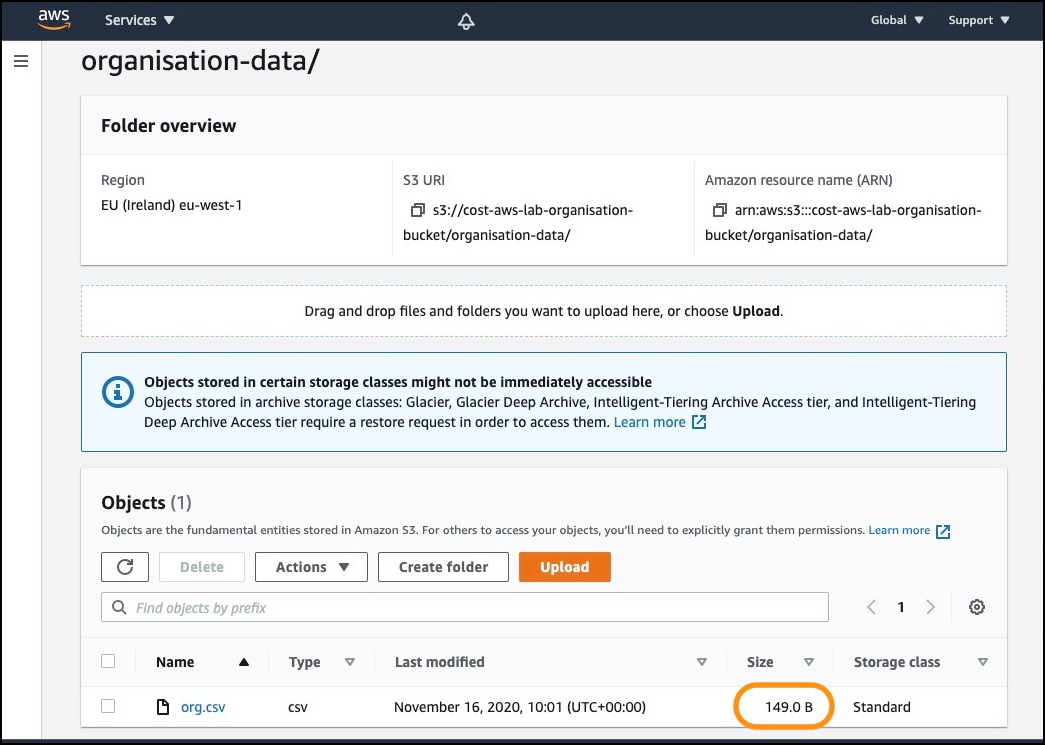 aws Services Global Support
organisation-data/
Folder overview
Region S3 URI Amazon resource name (ARN)
EU (Ireland) eu-west-1 s3://cost-aws-lab-organisation- arn:aws:s3:::cost-aws-lab-organisation-
bucket/organisation-data/ bucket/organisation-data/
Drag and drop files and folders you want to upload here, or choose Upload.
Objects stored in certain storage classes might not be immediately accessible
Objects stored in archive storage classes: Glacier, Glacier Deep Archive, Intelligent-Tiering Archive Access tier, and Intelligent-Tiering
Deep Archive Access tier require a restore request in order to access them. Learn more
Objects (1)
Objects are the fundamental entities stored in Amazon S3. For others to access your objects, you’ll need to explicitly grant them permissions. Learn more
Delete Actions Create folder Upload
Find objects by prefix 1
Name Type Last modified Size Storage class
org.csv csv November 16, 2020, 10:01 (UTC+00:00) 149.0 B Standard